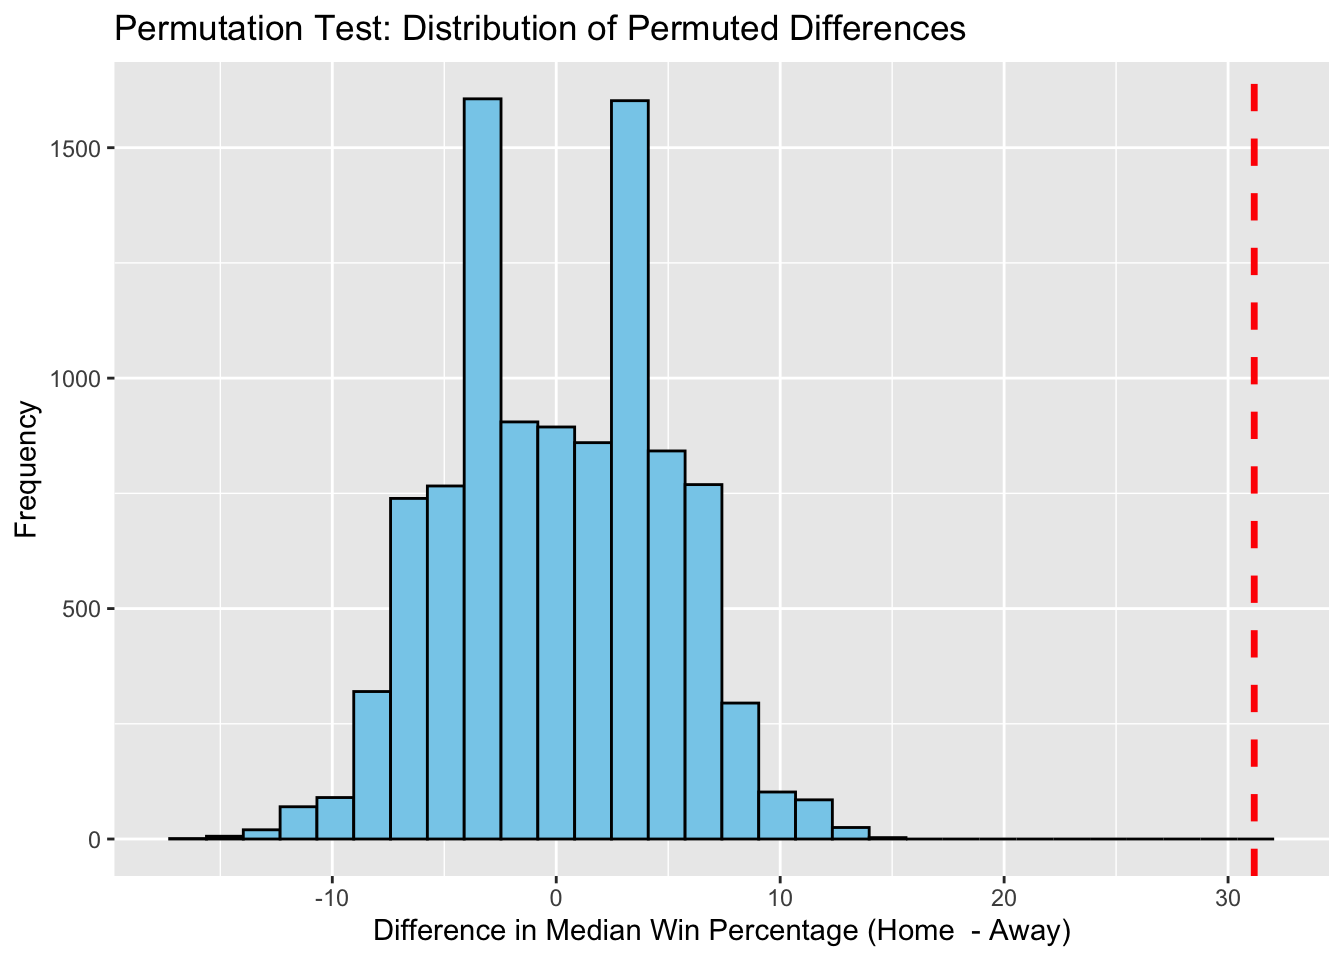 Permutation Test: Distribution of Permuted Differences
Frequency
1500
1000
500
0
-10 0 10 20 30
Difference in Median Win Percentage (Home  - Away)